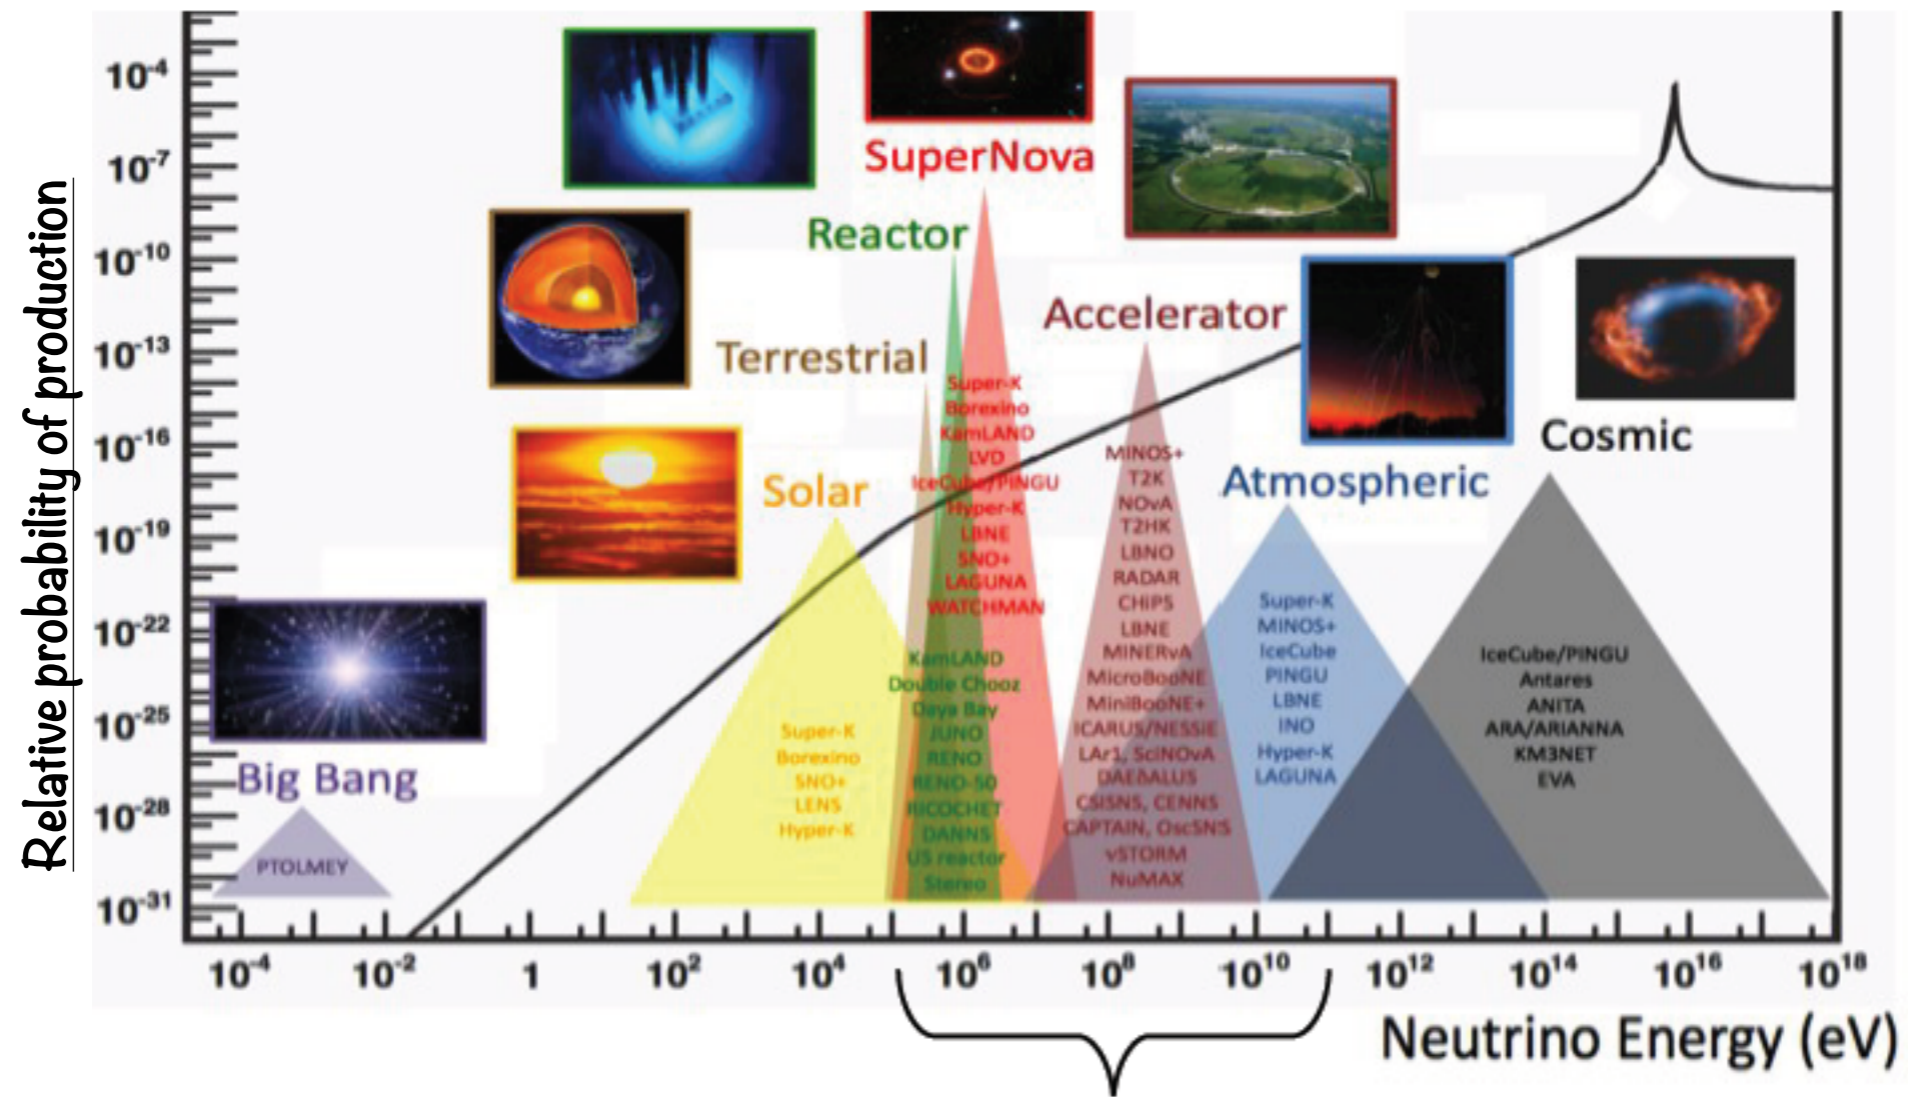 Relative probability of production
10-4
10-7
10-10
10-13
10-16
10-19
10-22
10-25
10-28
10-31
SuperNova
Reactor
Terrestrial
Accelerator
Solar
Atmospheric
Cosmic
Big Bang
PTOLMEY
Super-K
Borexino
SNO+
LENS
Hyper-K
Super-K
Borexino
KamLAND
LVD
IceCube/PINGU
Hyper-K
LBNE
SNO+
LAGUNA
WATCHMAN
KamLAND
Double Chooz
Daya Bay
JUNO
RENO
RENO-50
RICOCHET
DANNS
US reactor
Stereo
MINOS+
T2K
NOvA
T2HK
LBNO
RADAR
CHiPS
LBNE
MINERvA
MicroBooNE
MiniBooNE+
ICARUS/NESSiE
LAr1, SciNOvA
DAEδALUS
CSISNS, CENNS
CAPTAIN, OscSNS
νSTORM
NuMAX
Super-K
MINOS+
IceCube
PINGU
LBNE
INO
Hyper-K
LAGUNA
IceCube/PINGU
Antares
ANITA
ARA/ARIANNA
KM3NET
EVA
10-4 10-2 1 102 104 106 108 1010 1012 1014 1016 1018
Neutrino Energy (eV)